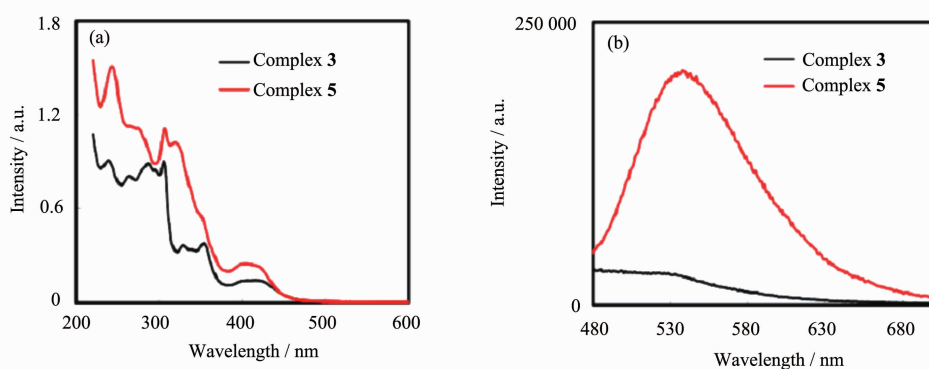 (a)
Complex 3
Complex 5
Intensity / a.u.
1.8
1.2
0.6
0
200
300
400
500
600
Wavelength / nm
(b)
Complex 3
Complex 5
Intensity / a.u.
250 000
0
480
530
580
630
680
Wavelength / nm